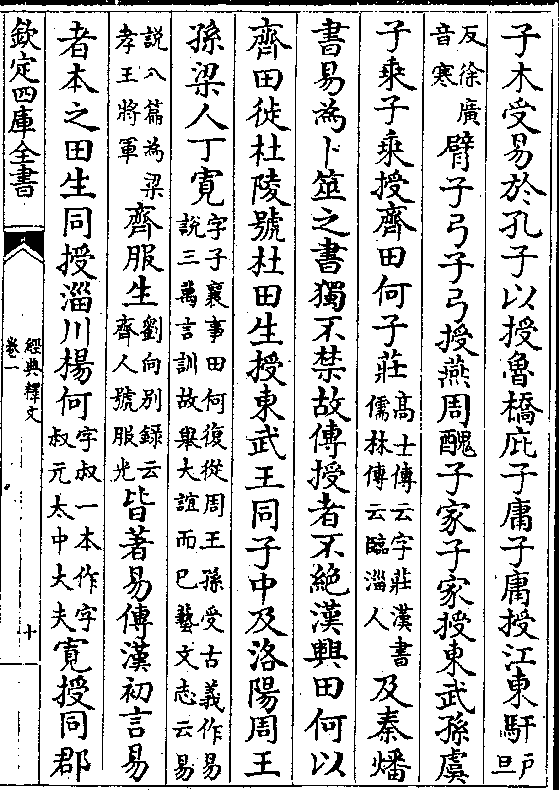 子木受易於孔子以授魯橋庇子庸子庸授江東馯戶旦
反徐廣音寒臂子弓子弓授燕周醜子家子家授東武孫虞
子乘子乘授齊田何子莊高士傳云字莊漢書儒林傳云臨淄人及秦燔
書易為卜筮之書獨不禁故傳授者不絶漢興田何以
齊田徙杜陵號杜田生授東武王同子中及洛陽周王
孫梁人丁寛字子襄事田何復從周王孫受古義作易說三萬言訓故舉大誼而已藝文志云易
說八篇為梁孝王將軍齊服生劉向别録云齊人號服光皆著易傳漢初言易
者本之田生同授淄川楊何字叔一本作字叔元太中大夫寛授同郡
欽定四庫全書
經典釋文
卷一
十